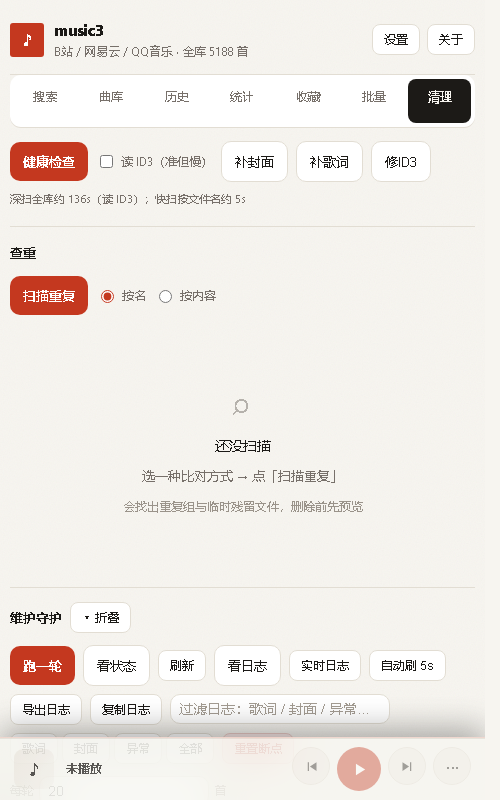 music3
B站 / 网易云 / QQ音乐 · 全库 5188 首
设置
关于
搜索
曲库
历史
统计
收藏
批量
清理
健康检查
读 ID3（准但慢）
补封面
补歌词
修ID3
深扫全库约 136s（读 ID3）；快扫按文件名约 5s
查重
扫描重复
按名
按内容
还没扫描
选一种比对方式 → 点「扫描重复」
会找出重复组与临时残留文件，删除前先预览
维护守护
▾ 折叠
跑一轮
看状态
刷新
看日志
实时日志
自动刷 5s
导出日志
复制日志
过滤日志：歌词 / 封面 / 异常…
歌词
封面
异常
全部
重置断点
未播放
每轮
20
首